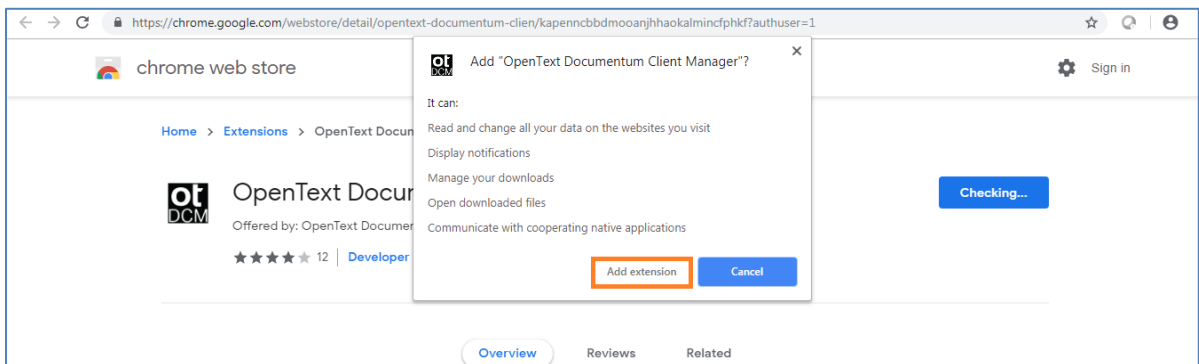 https://chrome.google.com/webstore/detail/opentext-documentum-clien/kapenncbbdmooanjhhaokalmincfphkf?authuser=1
chrome web store
Sign in
Home > Extensions > OpenText Docun
ot
DCM
OpenText Docur
Offered by: OpenText Documer
12 | Developer
Checking...
ot
DCM
Add "OpenText Documentum Client Manager"?
It can:
Read and change all your data on the websites you visit
Display notifications
Manage your downloads
Open downloaded files
Communicate with cooperating native applications
Add extension
Cancel
Overview
Reviews
Related